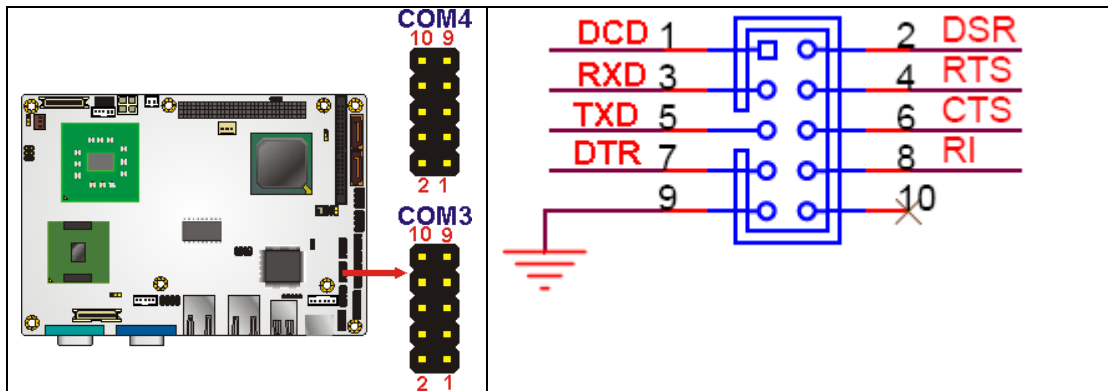 COM4
10 9
2 1
COM3
10 9
2 1
DCD 1 2 DSR
RXD 3 4 RTS
TXD 5 6 CTS
DTR 7 8 RI
9 10